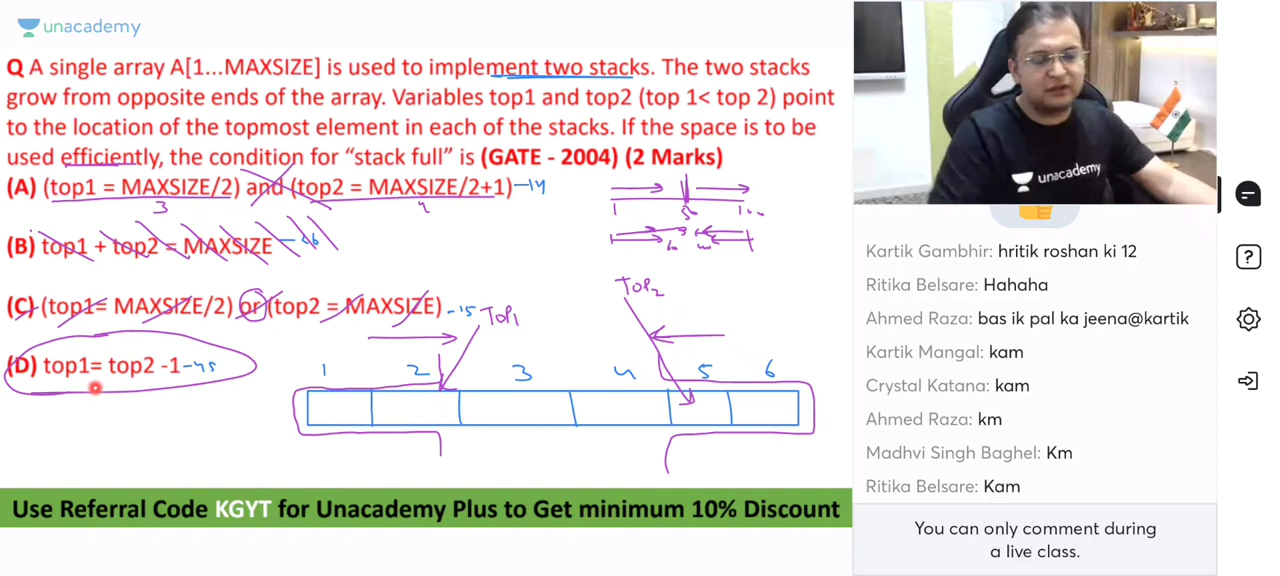 unacademy
Q A single array A[1...MAXSIZE] is used to implement two stacks. The two stacks
grow from opposite ends of the array. Variables top1 and top2 (top 1< top 2) point
to the location of the topmost element in each of the stacks. If the space is to be
used efficiently, the condition for “stack full” is (GATE - 2004) (2 Marks)
(A) (top1 = MAXSIZE/2) and (top2 = MAXSIZE/2+1) -14
3 4
1 50 100
(B) top1 + top2 = MAXSIZE -26
60
(C) (top1= MAXSIZE/2) or (top2 = MAXSIZE) -15
TOP1
TOP2
(D) top1= top2 -1 -45
1 2 3 4 5 6
Use Referral Code KGYT for Unacademy Plus to Get minimum 10% Discount
unacademy
Kartik Gambhir: hritik roshan ki 12
Ritika Belsare: Hahaha
Ahmed Raza: bas ik pal ka jeena@kartik
Kartik Mangal: kam
Crystal Katana: kam
Ahmed Raza: km
Madhvi Singh Baghel: Km
Ritika Belsare: Kam
You can only comment during
a live class.